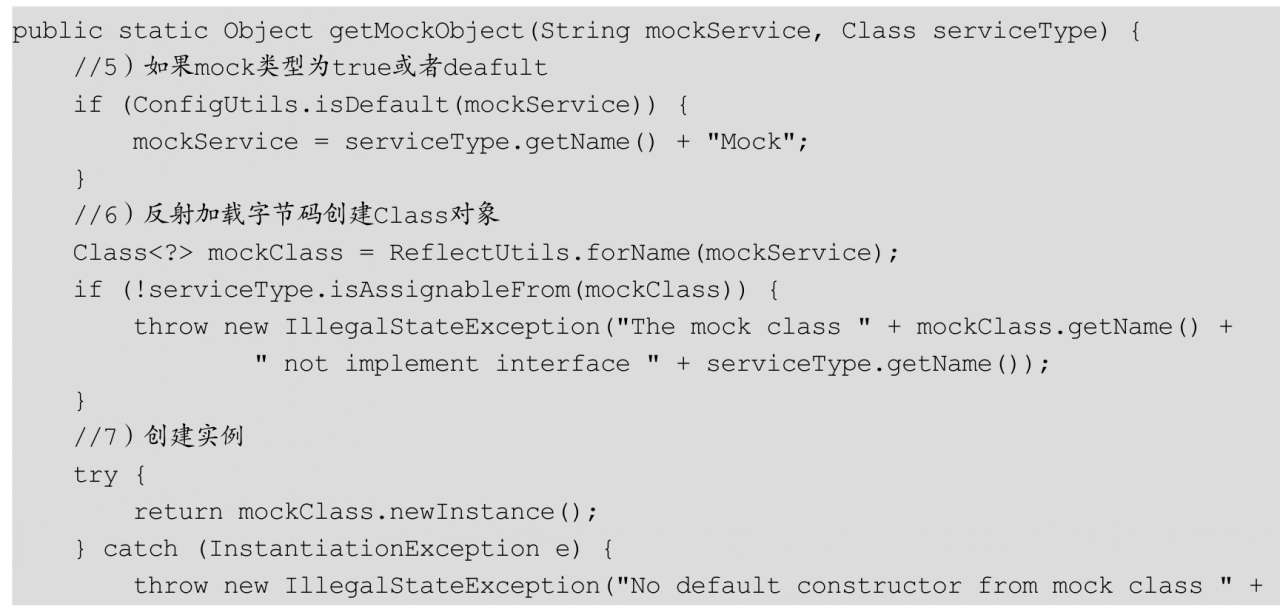 public static Object getMockObject(String mockService, Class serviceType) {
    //5）如果mock类型为true或者deafult
    if (ConfigUtils.isDefault(mockService)) {
        mockService = serviceType.getName() + "Mock";
    }
    //6）反射加载字节码创建Class对象
    Class<?> mockClass = ReflectUtils.forName(mockService);
    if (!serviceType.isAssignableFrom(mockClass)) {
        throw new IllegalStateException("The mock class " + mockClass.getName() +
                " not implement interface " + serviceType.getName());
    }
    //7）创建实例
    try {
        return mockClass.newInstance();
    } catch (InstantiationException e) {
        throw new IllegalStateException("No default constructor from mock class " +